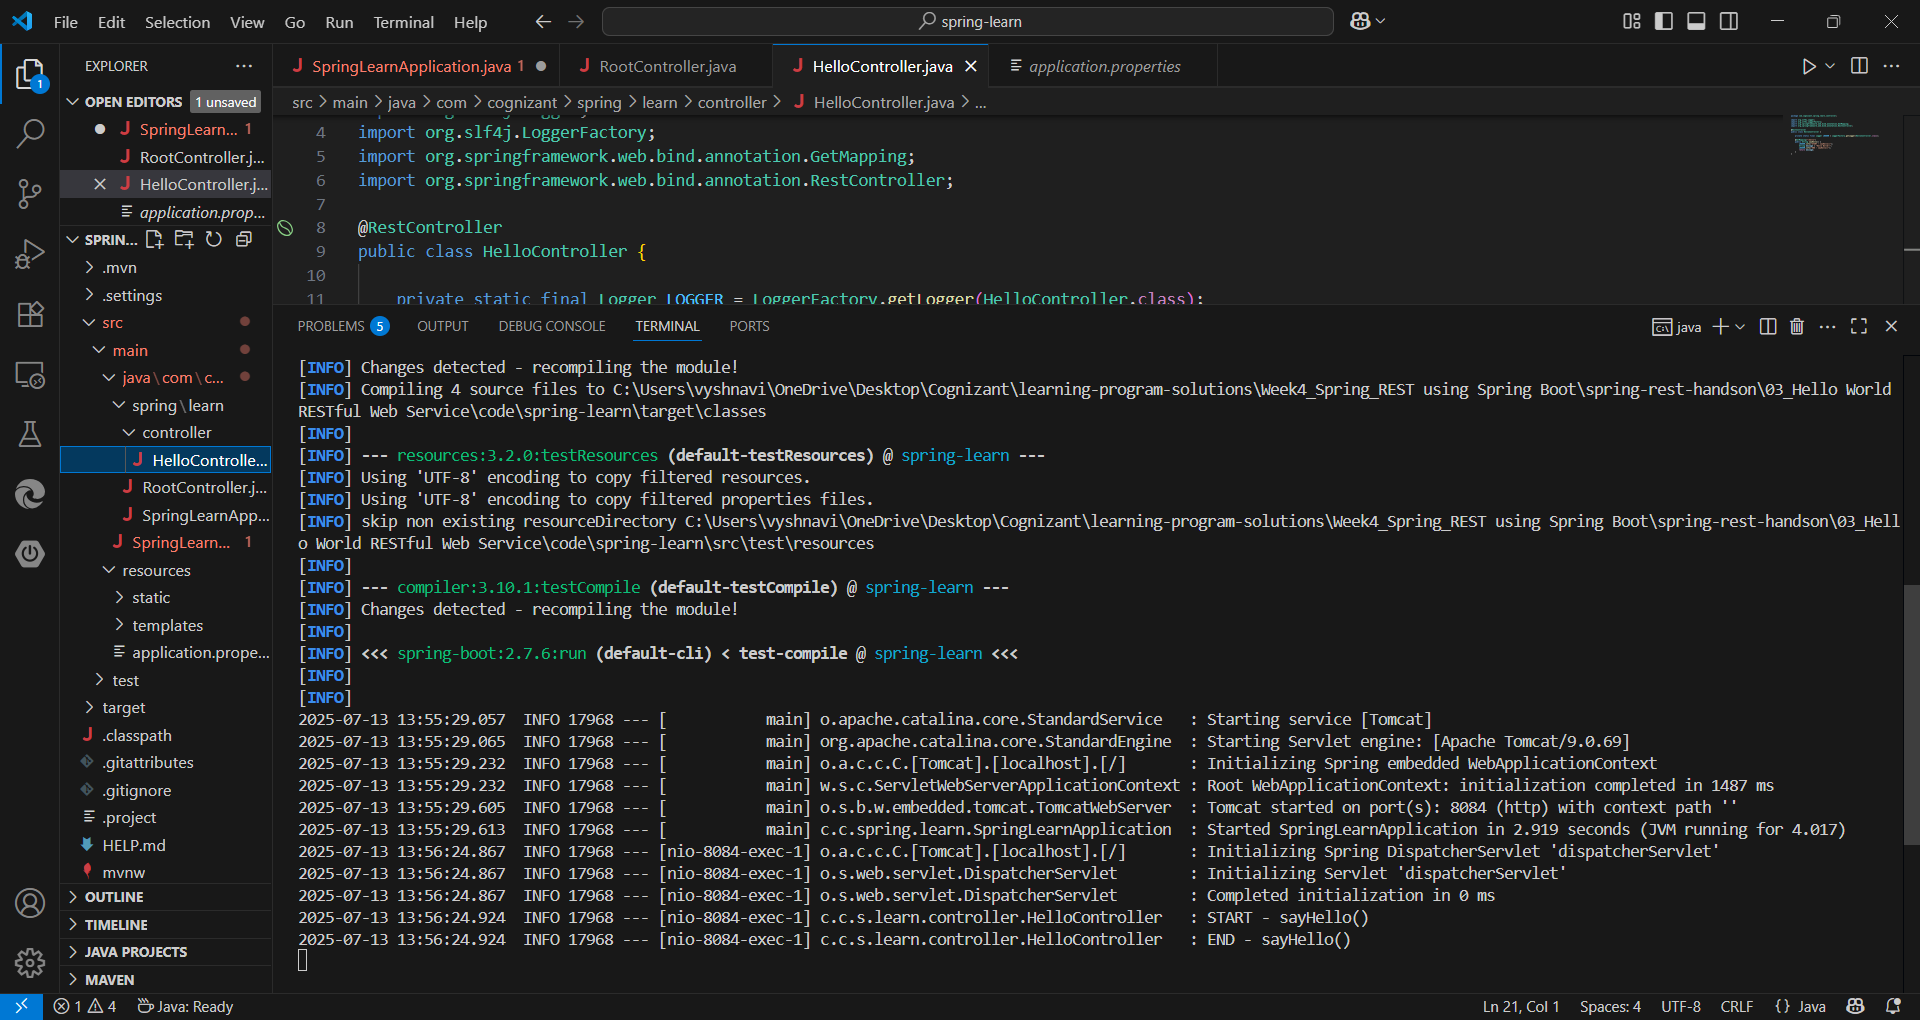 File Edit Selection View Go Run Terminal Help
spring-learn
EXPLORER
OPEN EDITORS 1 unsaved
SpringLearn... 1
RootController.j...
HelloController.j...
application.prop...
SPRIN...
.mvn
.settings
src
main
java\com\c...
spring\learn
controller
HelloControlle...
RootController.j...
SpringLearnApp...
SpringLearn... 1
resources
static
templates
application.prope...
test
target
.classpath
.gitattributes
.gitignore
.project
HELP.md
mvnw
OUTLINE
TIMELINE
JAVA PROJECTS
MAVEN
1
SpringLearnApplication.java 1
RootController.java
HelloController.java
application.properties
src > main > java > com > cognizant > spring > learn > controller > HelloController.java > ...
4 import org.slf4j.LoggerFactory;
5 import org.springframework.web.bind.annotation.GetMapping;
6 import org.springframework.web.bind.annotation.RestController;
7
8 @RestController
9 public class HelloController {
10
11 private static final Logger LOGGER = LoggerFactory.getLogger(HelloController.class);
PROBLEMS 5 OUTPUT DEBUG CONSOLE TERMINAL PORTS
java
[INFO] Changes detected - recompiling the module!
[INFO] Compiling 4 source files to C:\Users\vyshnavi\OneDrive\Desktop\Cognizant\learning-program-solutions\Week4_Spring_REST using Spring Boot\spring-rest-handson\03_Hello World
RESTful Web Service\code\spring-learn\target\classes
[INFO]
[INFO] --- resources:3.2.0:testResources (default-testResources) @ spring-learn ---
[INFO] Using 'UTF-8' encoding to copy filtered resources.
[INFO] Using 'UTF-8' encoding to copy filtered properties files.
[INFO] skip non existing resourceDirectory C:\Users\vyshnavi\OneDrive\Desktop\Cognizant\learning-program-solutions\Week4_Spring_REST using Spring Boot\spring-rest-handson\03_Hell
o World RESTful Web Service\code\spring-learn\src\test\resources
[INFO]
[INFO] --- compiler:3.10.1:testCompile (default-testCompile) @ spring-learn ---
[INFO] Changes detected - recompiling the module!
[INFO]
[INFO] <<< spring-boot:2.7.6:run (default-cli) < test-compile @ spring-learn <<<
[INFO]
[INFO]
2025-07-13 13:55:29.057  INFO 17968 --- [           main] o.apache.catalina.core.StandardService   : Starting service [Tomcat]
2025-07-13 13:55:29.065  INFO 17968 --- [           main] org.apache.catalina.core.StandardEngine  : Starting Servlet engine: [Apache Tomcat/9.0.69]
2025-07-13 13:55:29.232  INFO 17968 --- [           main] o.a.c.c.C.[Tomcat].[localhost].[/]       : Initializing Spring embedded WebApplicationContext
2025-07-13 13:55:29.232  INFO 17968 --- [           main] w.s.c.ServletWebServerApplicationContext : Root WebApplicationContext: initialization completed in 1487 ms
2025-07-13 13:55:29.605  INFO 17968 --- [           main] o.s.b.w.embedded.tomcat.TomcatWebServer  : Tomcat started on port(s): 8084 (http) with context path ''
2025-07-13 13:55:29.613  INFO 17968 --- [           main] c.c.spring.learn.SpringLearnApplication  : Started SpringLearnApplication in 2.919 seconds (JVM running for 4.017)
2025-07-13 13:56:24.867  INFO 17968 --- [nio-8084-exec-1] o.a.c.c.C.[Tomcat].[localhost].[/]       : Initializing Spring DispatcherServlet 'dispatcherServlet'
2025-07-13 13:56:24.867  INFO 17968 --- [nio-8084-exec-1] o.s.web.servlet.DispatcherServlet        : Initializing Servlet 'dispatcherServlet'
2025-07-13 13:56:24.867  INFO 17968 --- [nio-8084-exec-1] o.s.web.servlet.DispatcherServlet        : Completed initialization in 0 ms
2025-07-13 13:56:24.924  INFO 17968 --- [nio-8084-exec-1] c.c.s.learn.controller.HelloController   : START - sayHello()
2025-07-13 13:56:24.924  INFO 17968 --- [nio-8084-exec-1] c.c.s.learn.controller.HelloController   : END - sayHello()
1 4 Java: Ready
Ln 21, Col 1 Spaces: 4 UTF-8 CRLF {} Java